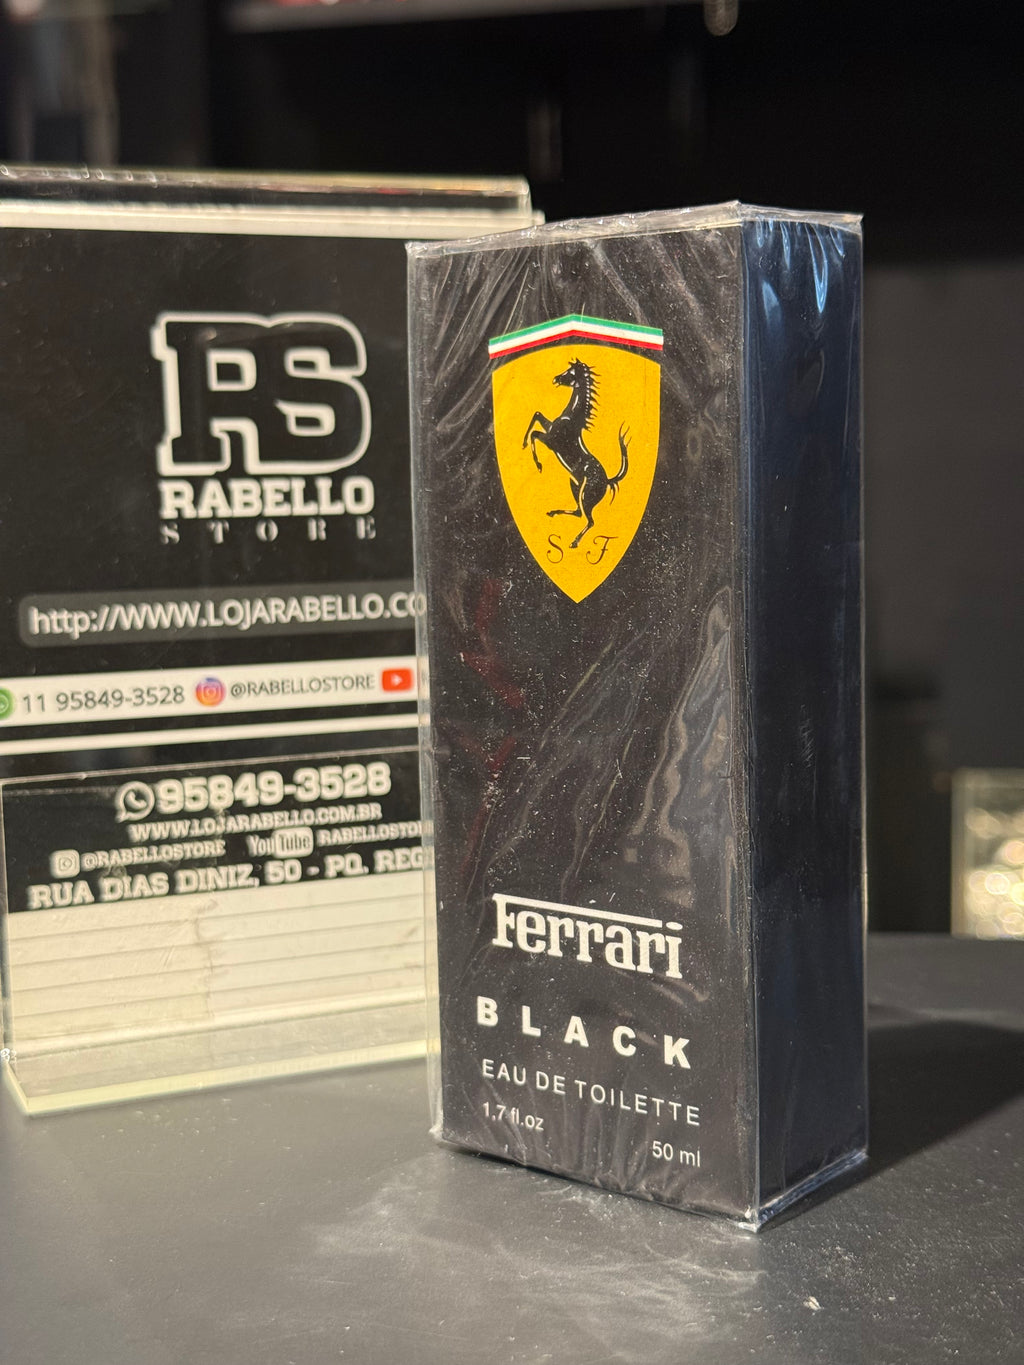 RS
RABELLO
STORE
http://WWW.LOJARABELLO.CO
11 95849-3528 @RABELLOSTORE
95849-3528
WWW.LOJARABELLO.COM.BR
@RABELLOSTORE YouTube RABELLOSTO
RUA DIAS DINIZ, 50 - PQ. REG
S F
Ferrari
BLACK
EAU DE TOILETTE
1.7 fl.oz
50 ml